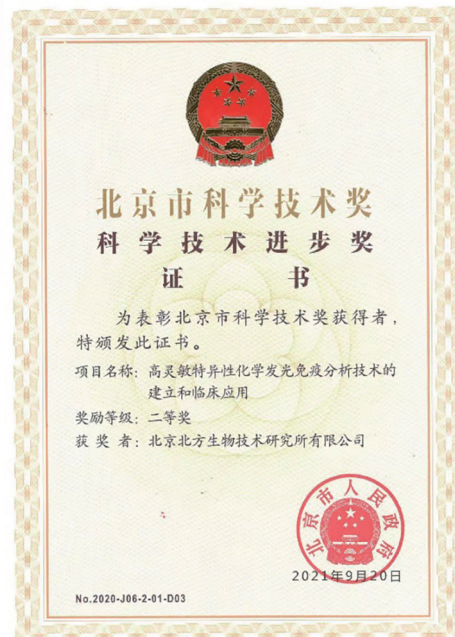 北京市科学技术奖
科学技术进步奖
证 书
为表彰北京市科学技术奖获得者，
特颁发此证书。
项目名称：高灵敏特异性化学发光免疫分析技术的
建立和临床应用
奖励等级：二等奖
获 奖 者：北京北方生物技术研究所有限公司
北京市人民政府
2021年9月20日
No.2020-J06-2-01-D03